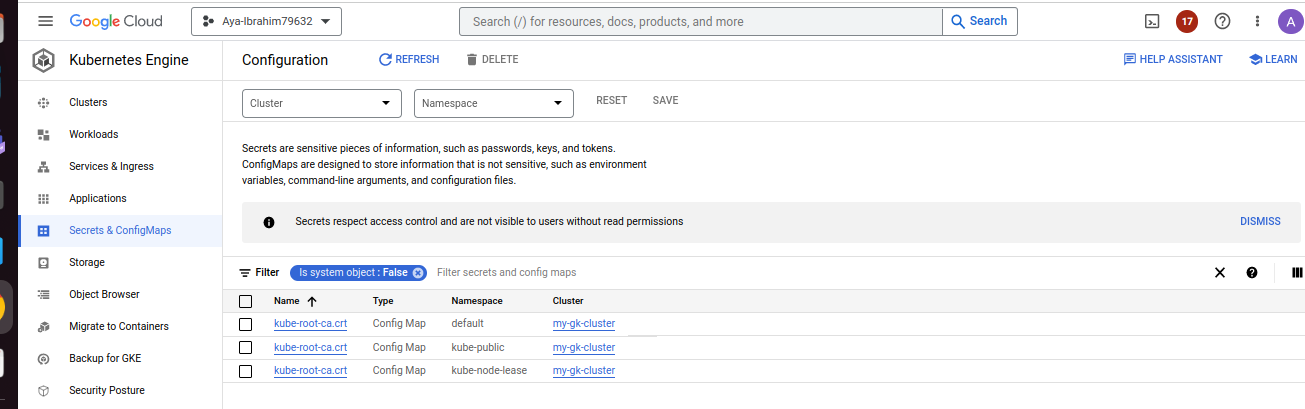 Google Cloud
Aya-Ibrahim79632
Search (/) for resources, docs, products, and more
Search
17
A
Kubernetes Engine
Configuration
REFRESH
DELETE
HELP ASSISTANT
LEARN
Clusters
Workloads
Services & Ingress
Applications
Secrets & ConfigMaps
Storage
Object Browser
Migrate to Containers
Backup for GKE
Security Posture
Cluster
Namespace
RESET
SAVE
Secrets are sensitive pieces of information, such as passwords, keys, and tokens.
ConfigMaps are designed to store information that is not sensitive, such as environment
variables, command-line arguments, and configuration files.
Secrets respect access control and are not visible to users without read permissions
DISMISS
Filter
Is system object : False
Filter secrets and config maps
Name Type Namespace Cluster
kube-root-ca.crt Config Map default my-gk-cluster
kube-root-ca.crt Config Map kube-public my-gk-cluster
kube-root-ca.crt Config Map kube-node-lease my-gk-cluster